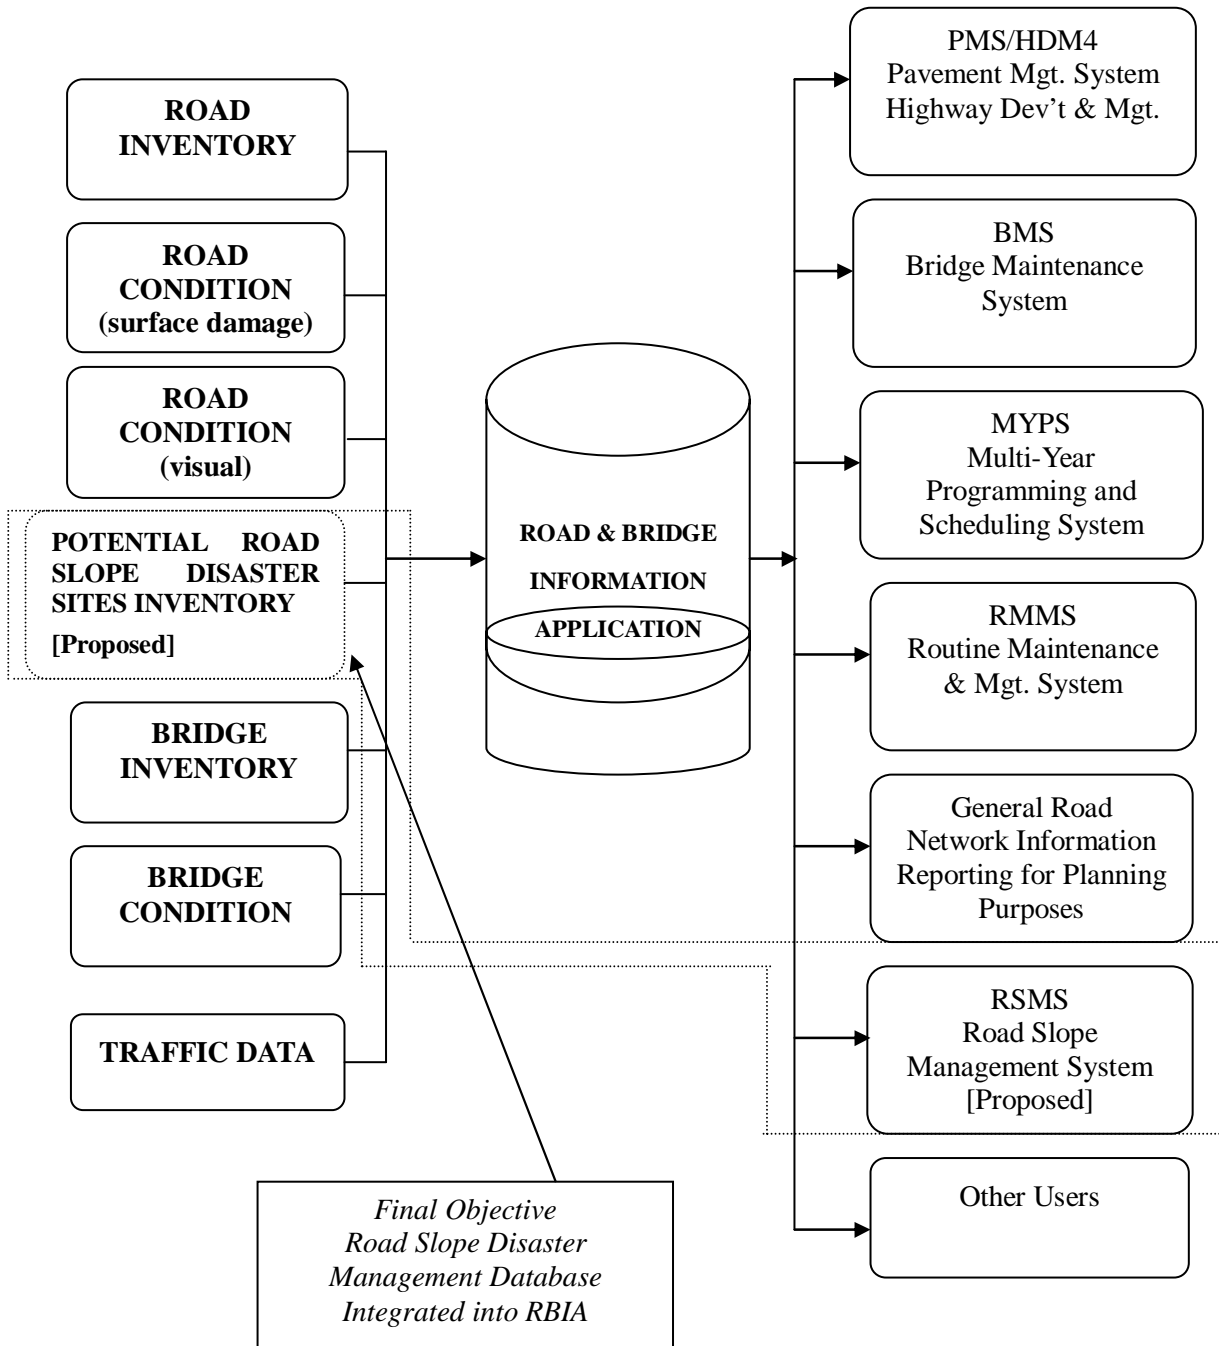 ROAD
INVENTORY
ROAD
CONDITION
(surface damage)
ROAD
CONDITION
(visual)
POTENTIAL ROAD
SLOPE DISASTER
SITES INVENTORY
[Proposed]
BRIDGE
INVENTORY
BRIDGE
CONDITION
TRAFFIC DATA
Final Objective
Road Slope Disaster
Management Database
Integrated into RBIA
ROAD & BRIDGE
INFORMATION
APPLICATION
PMS/HDM4
Pavement Mgt. System
Highway Dev’t & Mgt.
BMS
Bridge Maintenance
System
MYPS
Multi-Year
Programming and
Scheduling System
RMMS
Routine Maintenance
& Mgt. System
General Road
Network Information
Reporting for Planning
Purposes
RSMS
Road Slope
Management System
[Proposed]
Other Users